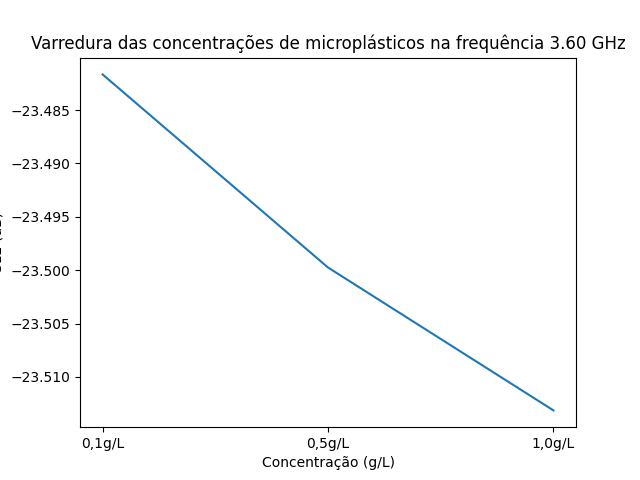 Varredura das concentrações de microplásticos na frequência 3.60 GHz
−23.485
−23.490
−23.495
−23.500
−23.505
−23.510
0,1g/L 0,5g/L 1,0g/L
Concentração (g/L)